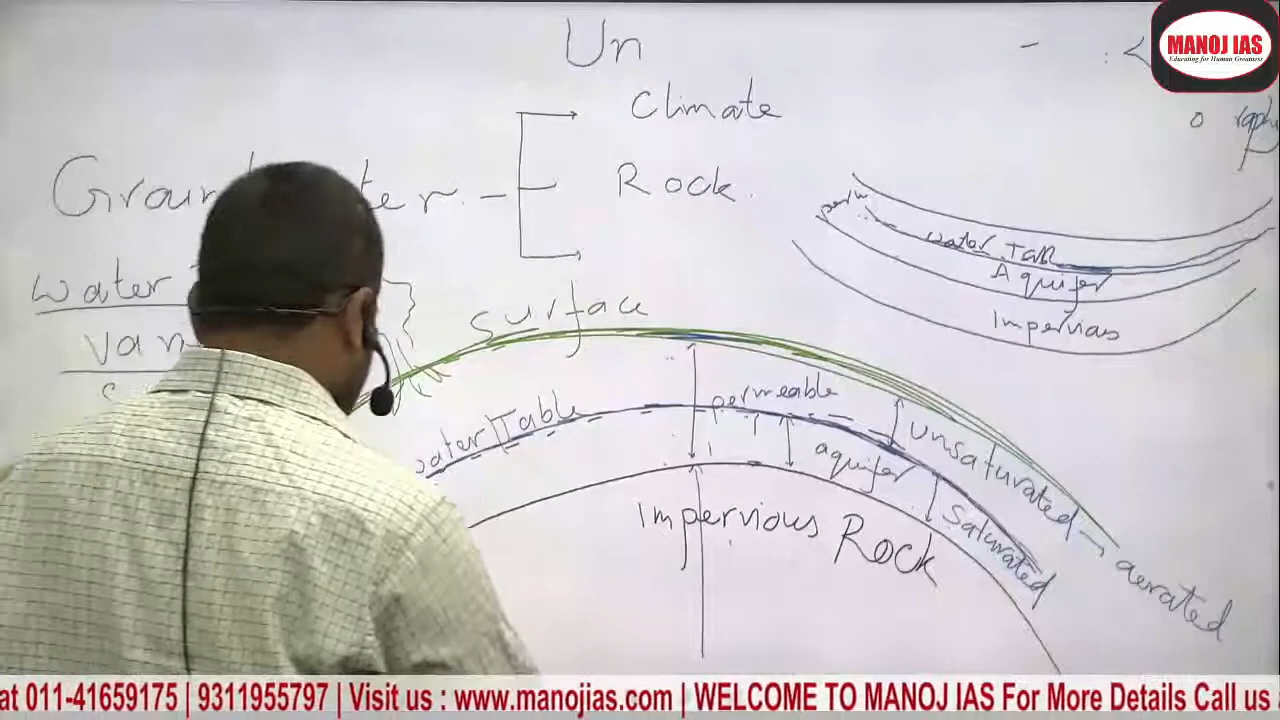 Un
Climate
Rock.
Water
Surface
Water Table
permeable
aquifer
Unsaturated - aerated
Saturated
Impervious Rock
Water Table
Aquifer
Impervious
MANOJ IAS
Educating for Human Greatness
at 011-41659175 | 9311955797 | Visit us : www.manojias.com | WELCOME TO MANOJ IAS For More Details Call us